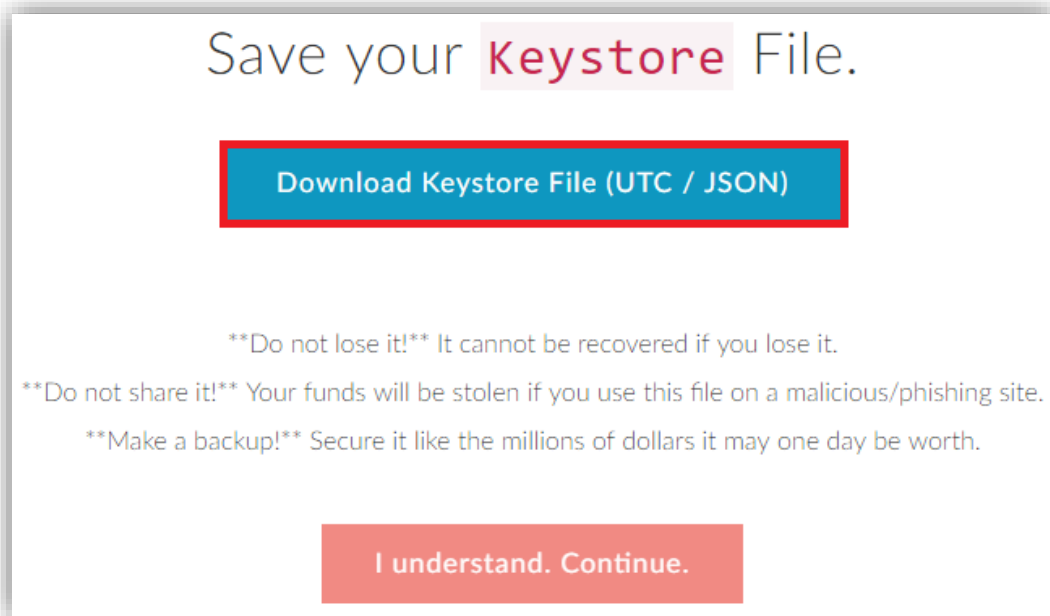 Save your Keystore File.
Download Keystore File (UTC / JSON)
**Do not lose it!** It cannot be recovered if you lose it.
**Do not share it!** Your funds will be stolen if you use this file on a malicious/phishing site.
**Make a backup!** Secure it like the millions of dollars it may one day be worth.
I understand. Continue.